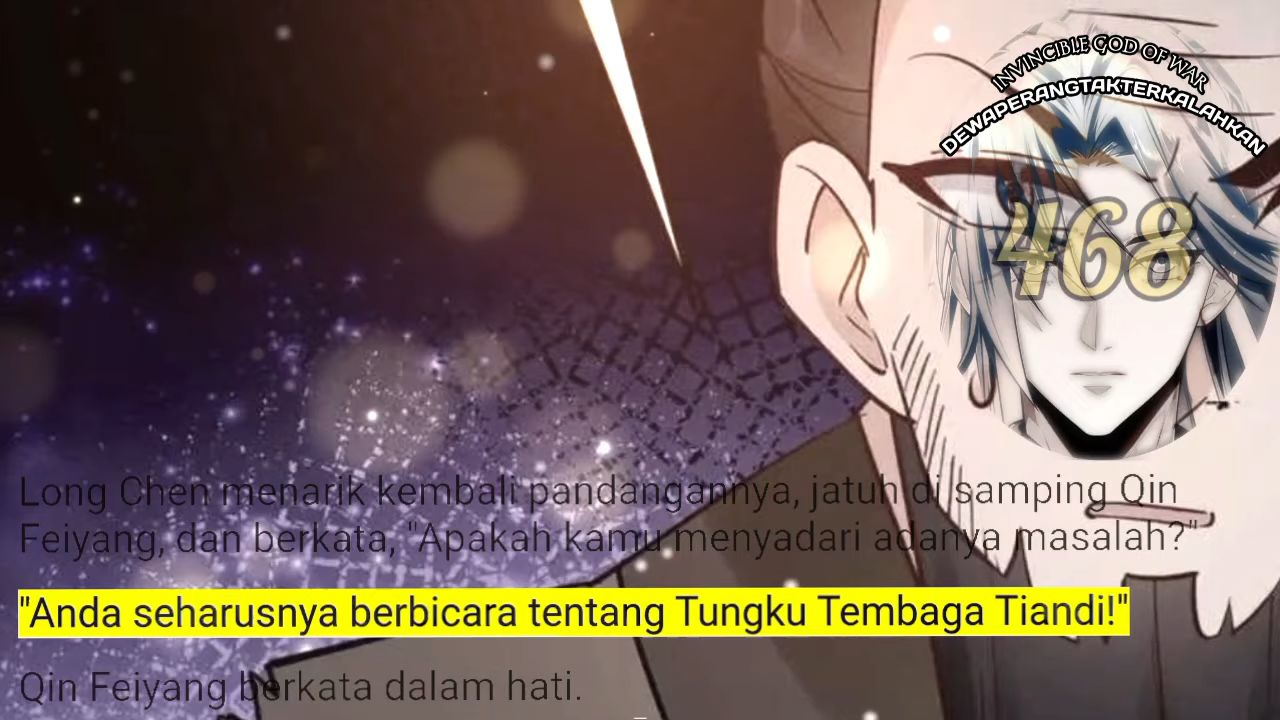 INVINCIBLE GOD OF WAR
DEWAPERANGTAKTERKALAHKAN
468
Long Chen menarik kembali pandangannya, jatuh di samping Qin
Feiyang, dan berkata, "Apakah kamu menyadari adanya masalah?"
"Anda seharusnya berbicara tentang Tungku Tembaga Tiandi!"
Qin Feiyang berkata dalam hati.